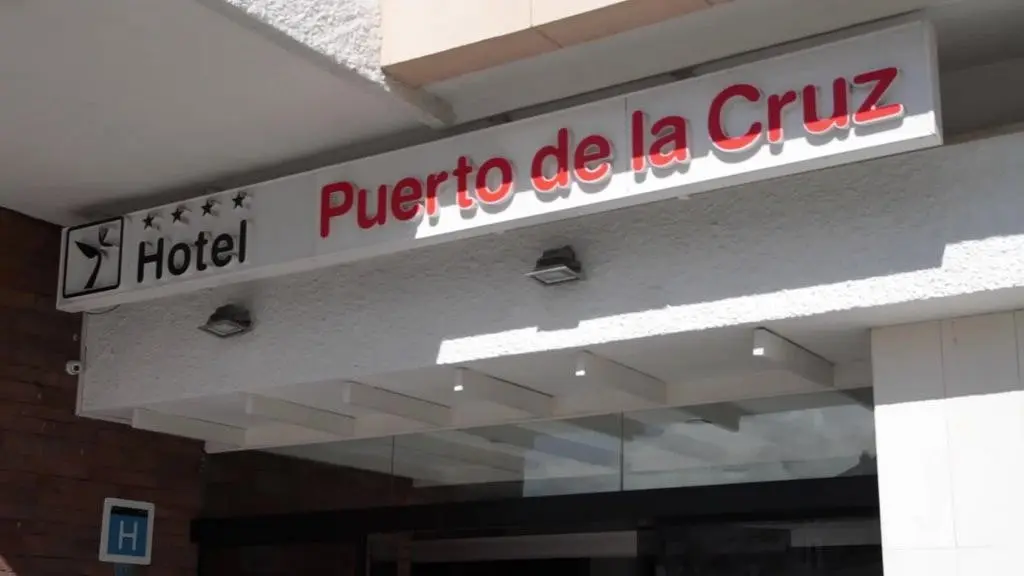 Hotel Puerto de la Cruz
H